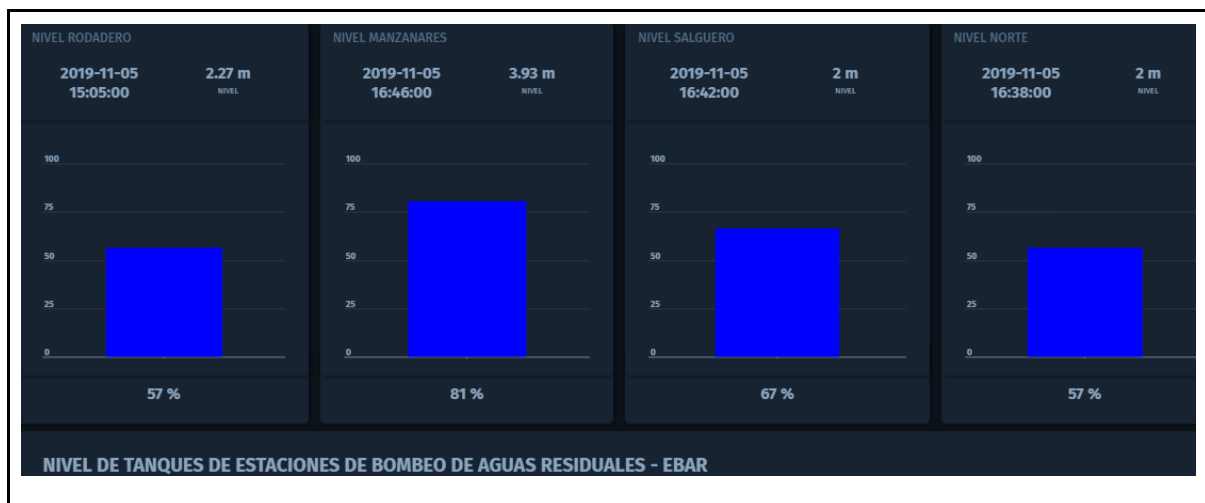 NIVEL RODADERO
2019-11-05 2.27 m
15:05:00 NIVEL
100
75
50
25
0
57 %
NIVEL MANZANARES
2019-11-05 3.93 m
16:46:00 NIVEL
100
75
50
25
0
81 %
NIVEL SALGUERO
2019-11-05 2 m
16:42:00 NIVEL
100
75
50
25
0
67 %
NIVEL NORTE
2019-11-05 2 m
16:38:00 NIVEL
100
75
50
25
0
57 %
NIVEL DE TANQUES DE ESTACIONES DE BOMBEO DE AGUAS RESIDUALES - EBAR